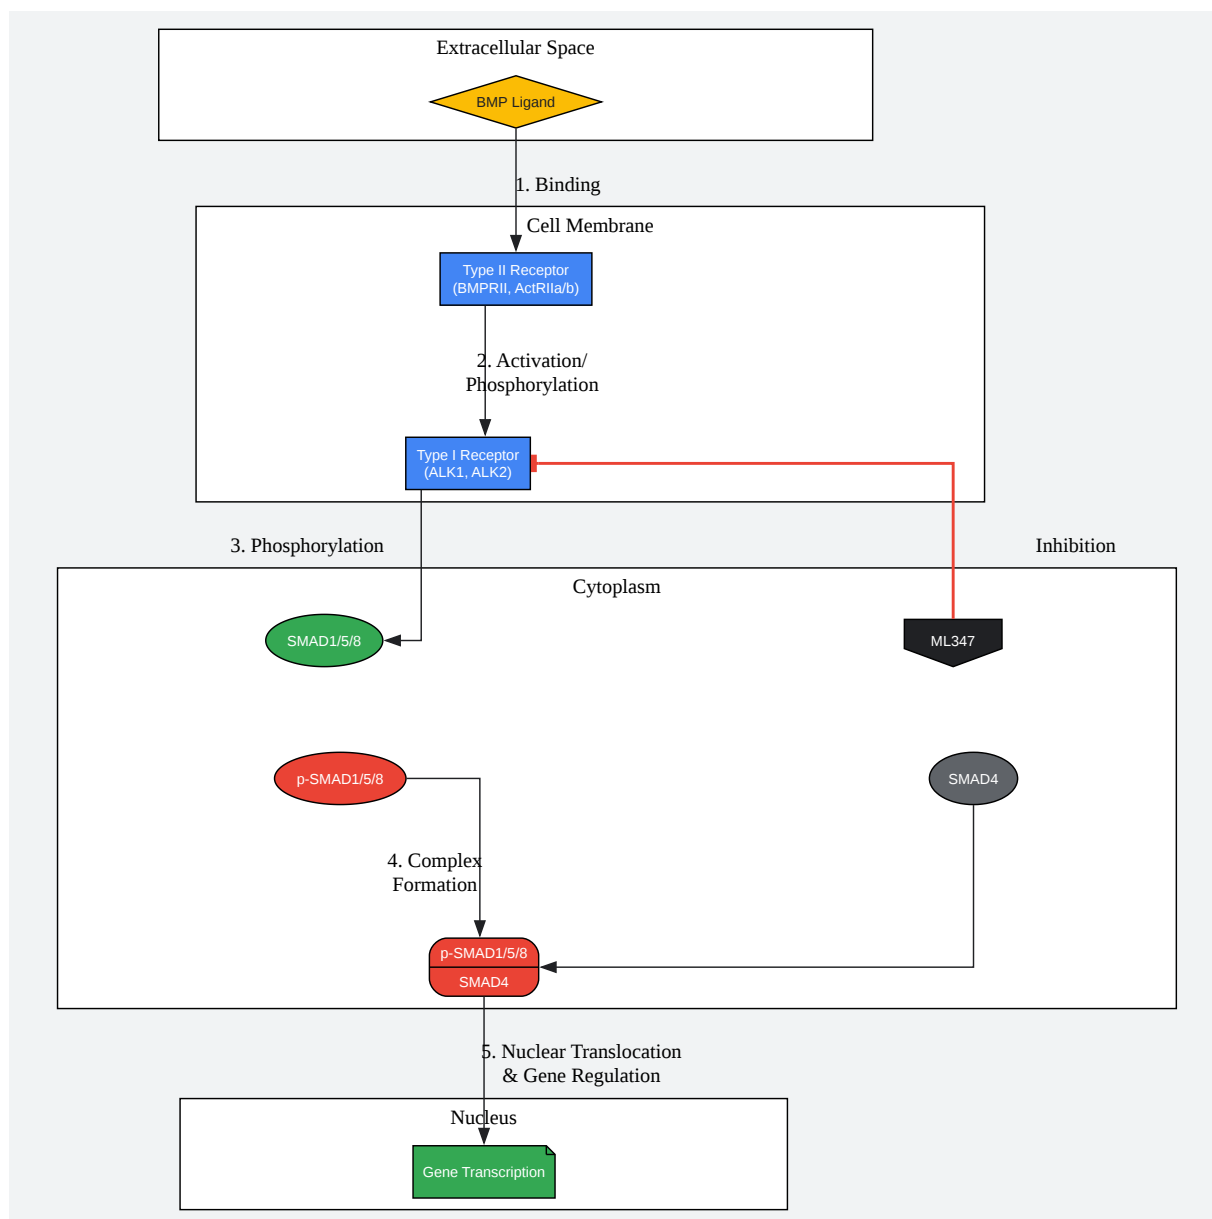 Extracellular Space
BMP Ligand
1. Binding
Cell Membrane
Type II Receptor
(BMPRII, ActRIIa/b)
2. Activation/
Phosphorylation
Type I Receptor
(ALK1, ALK2)
3. Phosphorylation
Inhibition
Cytoplasm
SMAD1/5/8
ML347
p-SMAD1/5/8
SMAD4
4. Complex
Formation
p-SMAD1/5/8
SMAD4
5. Nuclear Translocation
& Gene Regulation
Nucleus
Gene Transcription